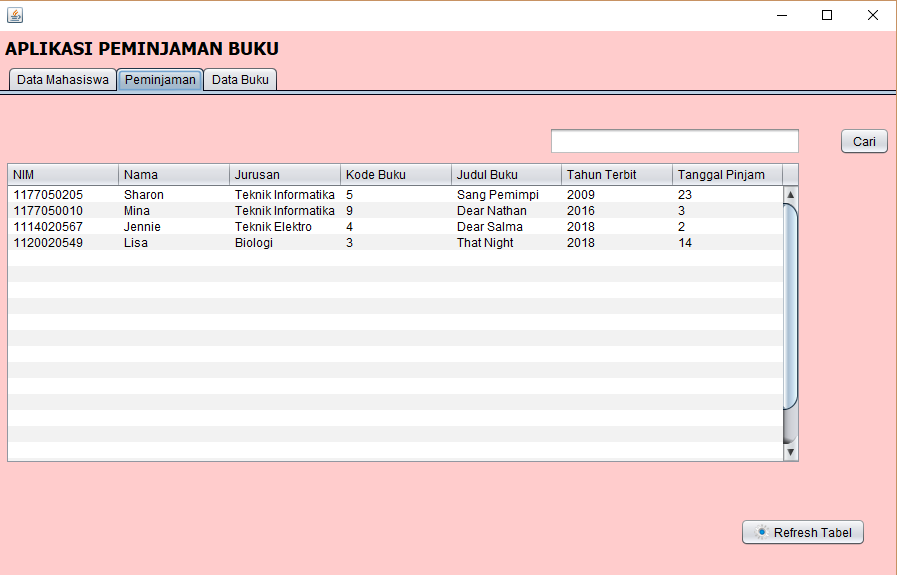 APLIKASI PEMINJAMAN BUKU
Data Mahasiswa Peminjaman Data Buku
Cari
NIM Nama Jurusan Kode Buku Judul Buku Tahun Terbit Tanggal Pinjam
1177050205 Sharon Teknik Informatika 5 Sang Pemimpi 2009 23
1177050010 Mina Teknik Informatika 9 Dear Nathan 2016 3
1114020567 Jennie Teknik Elektro 4 Dear Salma 2018 2
1120020549 Lisa Biologi 3 That Night 2018 14
Refresh Tabel